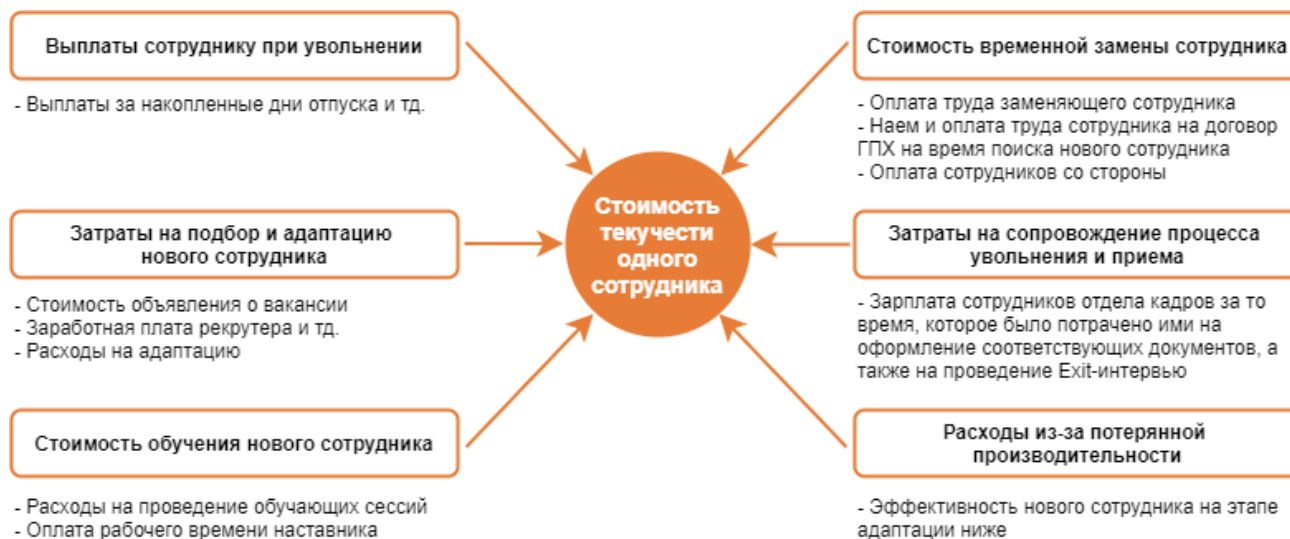 Выплаты сотруднику при увольнении
- Выплаты за накопленные дни отпуска и тд.
Затраты на подбор и адаптацию
нового сотрудника
- Стоимость объявления о вакансии
- Заработная плата рекрутера и тд.
- Расходы на адаптацию
Стоимость обучения нового сотрудника
- Расходы на проведение обучающих сессий
- Оплата рабочего времени наставника
Стоимость
текучести
одного
сотрудника
Стоимость временной замены сотрудника
- Оплата труда заменяющего сотрудника
- Наем и оплата труда сотрудника на договор
ГПХ на время поиска нового сотрудника
- Оплата сотрудников со стороны
Затраты на сопровождение процесса
увольнения и приема
- Зарплата сотрудников отдела кадров за то
время, которое было потрачено ими на
оформление соответствующих документов, а
также на проведение Exit-интервью
Расходы из-за потерянной
производительности
- Эффективность нового сотрудника на этапе
адаптации ниже